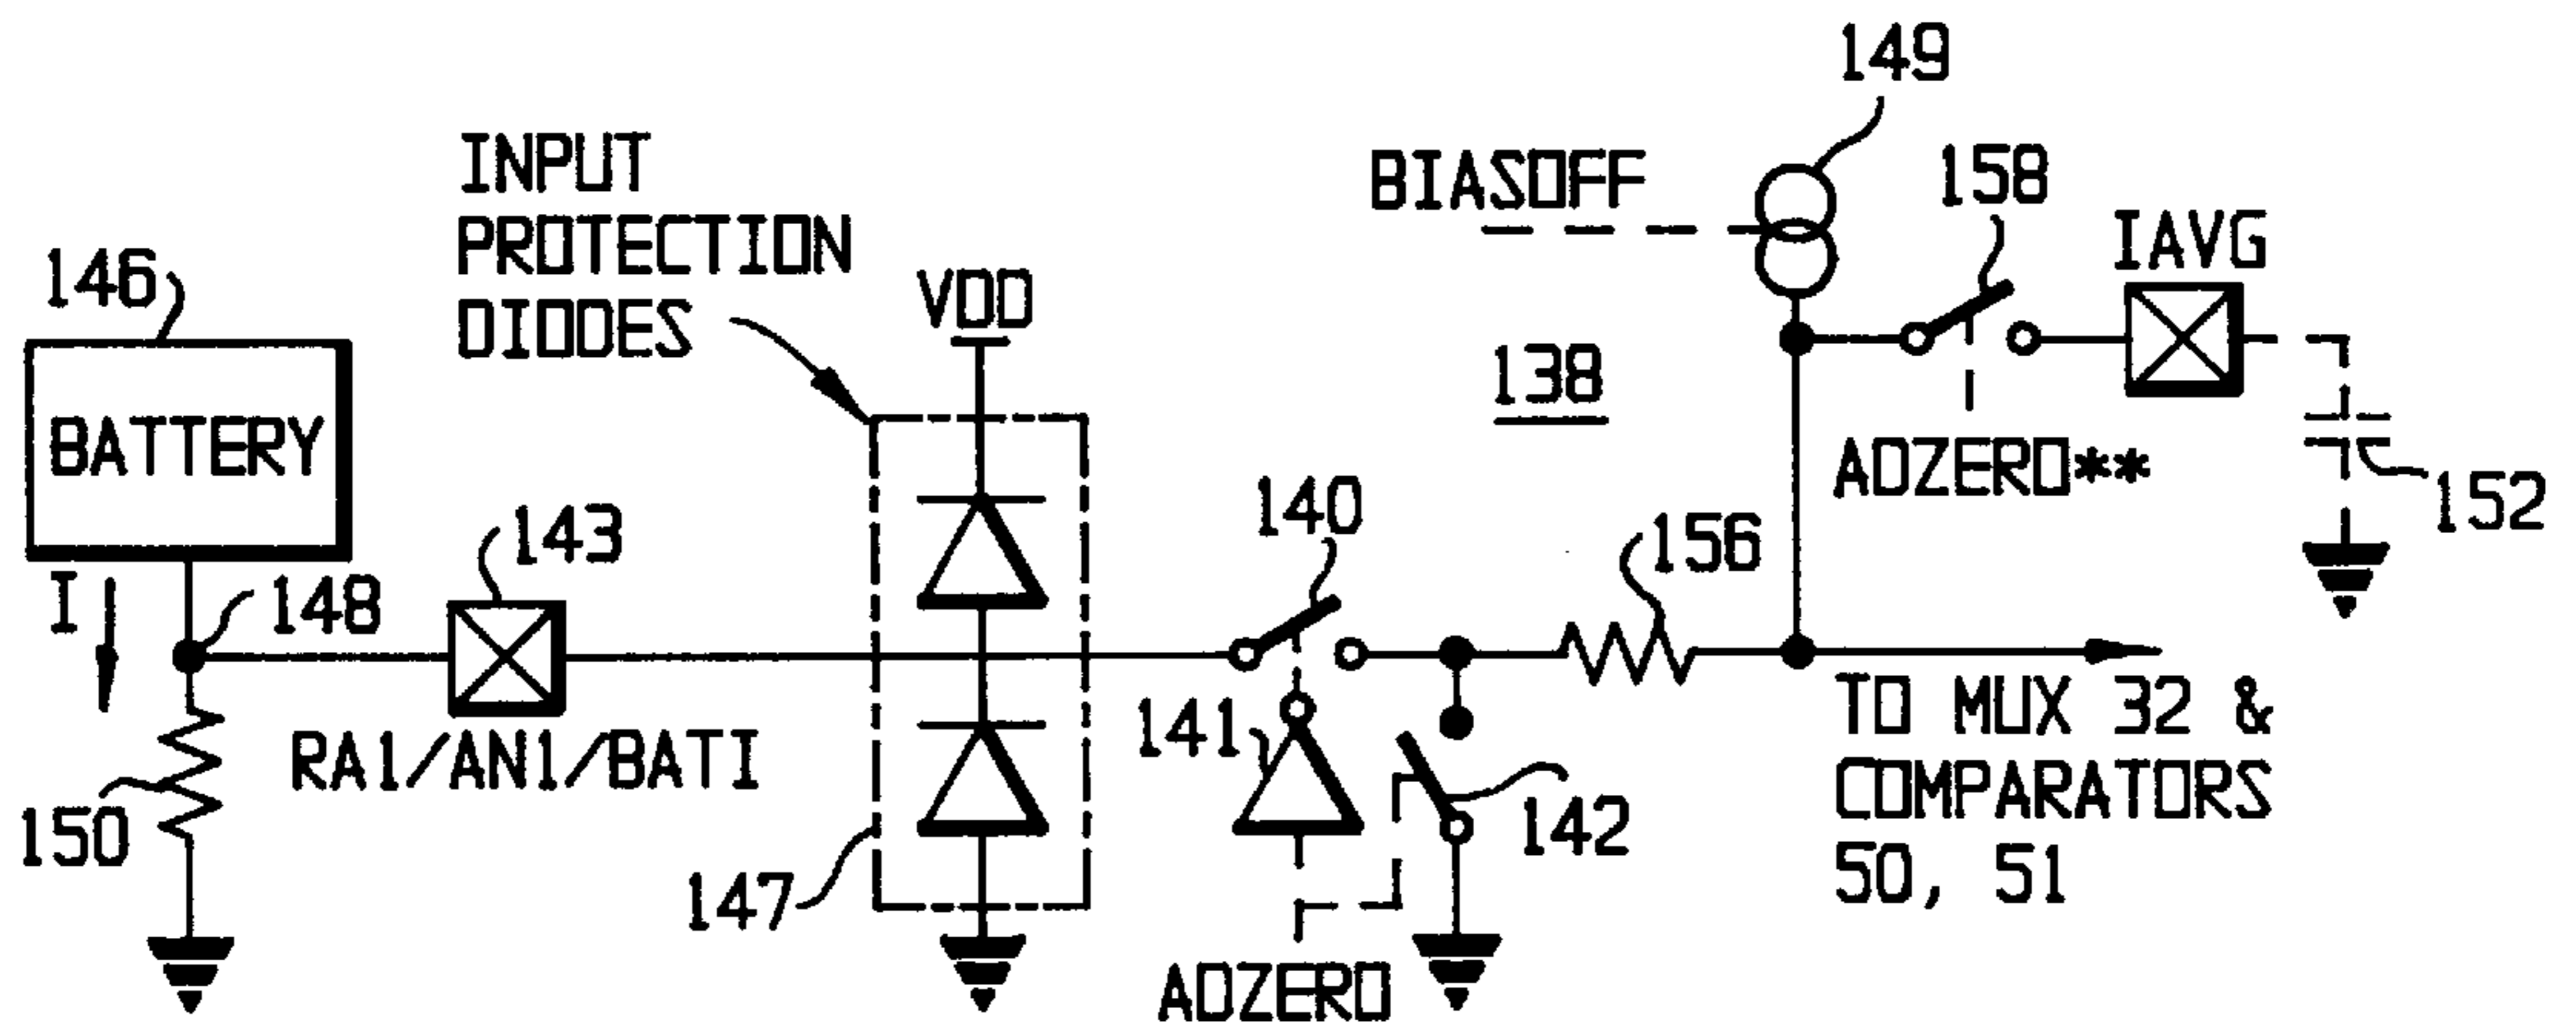 149
INPUT
PROTECTION
DIODES
BIASOFF
158
IAVG
146
VDD
138
BATTERY
ADZERO**
152
140
143
156
I
148
141
RA1/AN1/BATI
TO MUX 32 &
COMPARATORS
50, 51
150
142
147
ADZERO